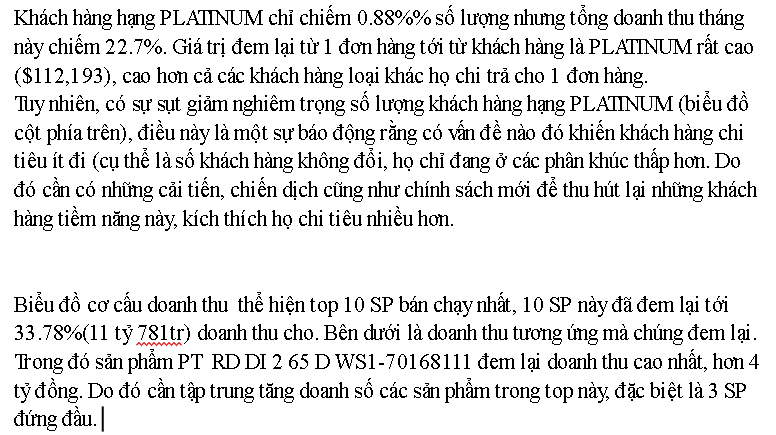 Khách hàng hạng PLATINUM chỉ chiếm 0.88%% số lượng nhưng tổng doanh thu tháng
này chiếm 22.7%. Giá trị đem lại từ 1 đơn hàng tới từ khách hàng là PLATINUM rất cao
($112,193), cao hơn cả các khách hàng loại khác họ chi trả cho 1 đơn hàng.
Tuy nhiên, có sự sụt giảm nghiêm trọng số lượng khách hàng hạng PLATINUM (biểu đồ
cột phía trên), điều này là một sự báo động rằng có vấn đề nào đó khiến khách hàng chi
tiêu ít đi (cụ thể là số khách hàng không đổi, họ chỉ đang ở các phân khúc thấp hơn. Do
đó cần có những cải tiến, chiến dịch cũng như chính sách mới để thu hút lại những khách
hàng tiềm năng này, kích thích họ chi tiêu nhiều hơn.
Biểu đồ cơ cấu doanh thu thể hiện top 10 SP bán chạy nhất, 10 SP này đã đem lại tới
33.78%(11 tỷ 781tr) doanh thu cho. Bên dưới là doanh thu tương ứng mà chúng đem lại.
Trong đó sản phẩm PT RD DI 2 65 D WS1-70168111 đem lại doanh thu cao nhất, hơn 4
tỷ đồng. Do đó cần tập trung tăng doanh số các sản phẩm trong top này, đặc biệt là 3 SP
đứng đầu.